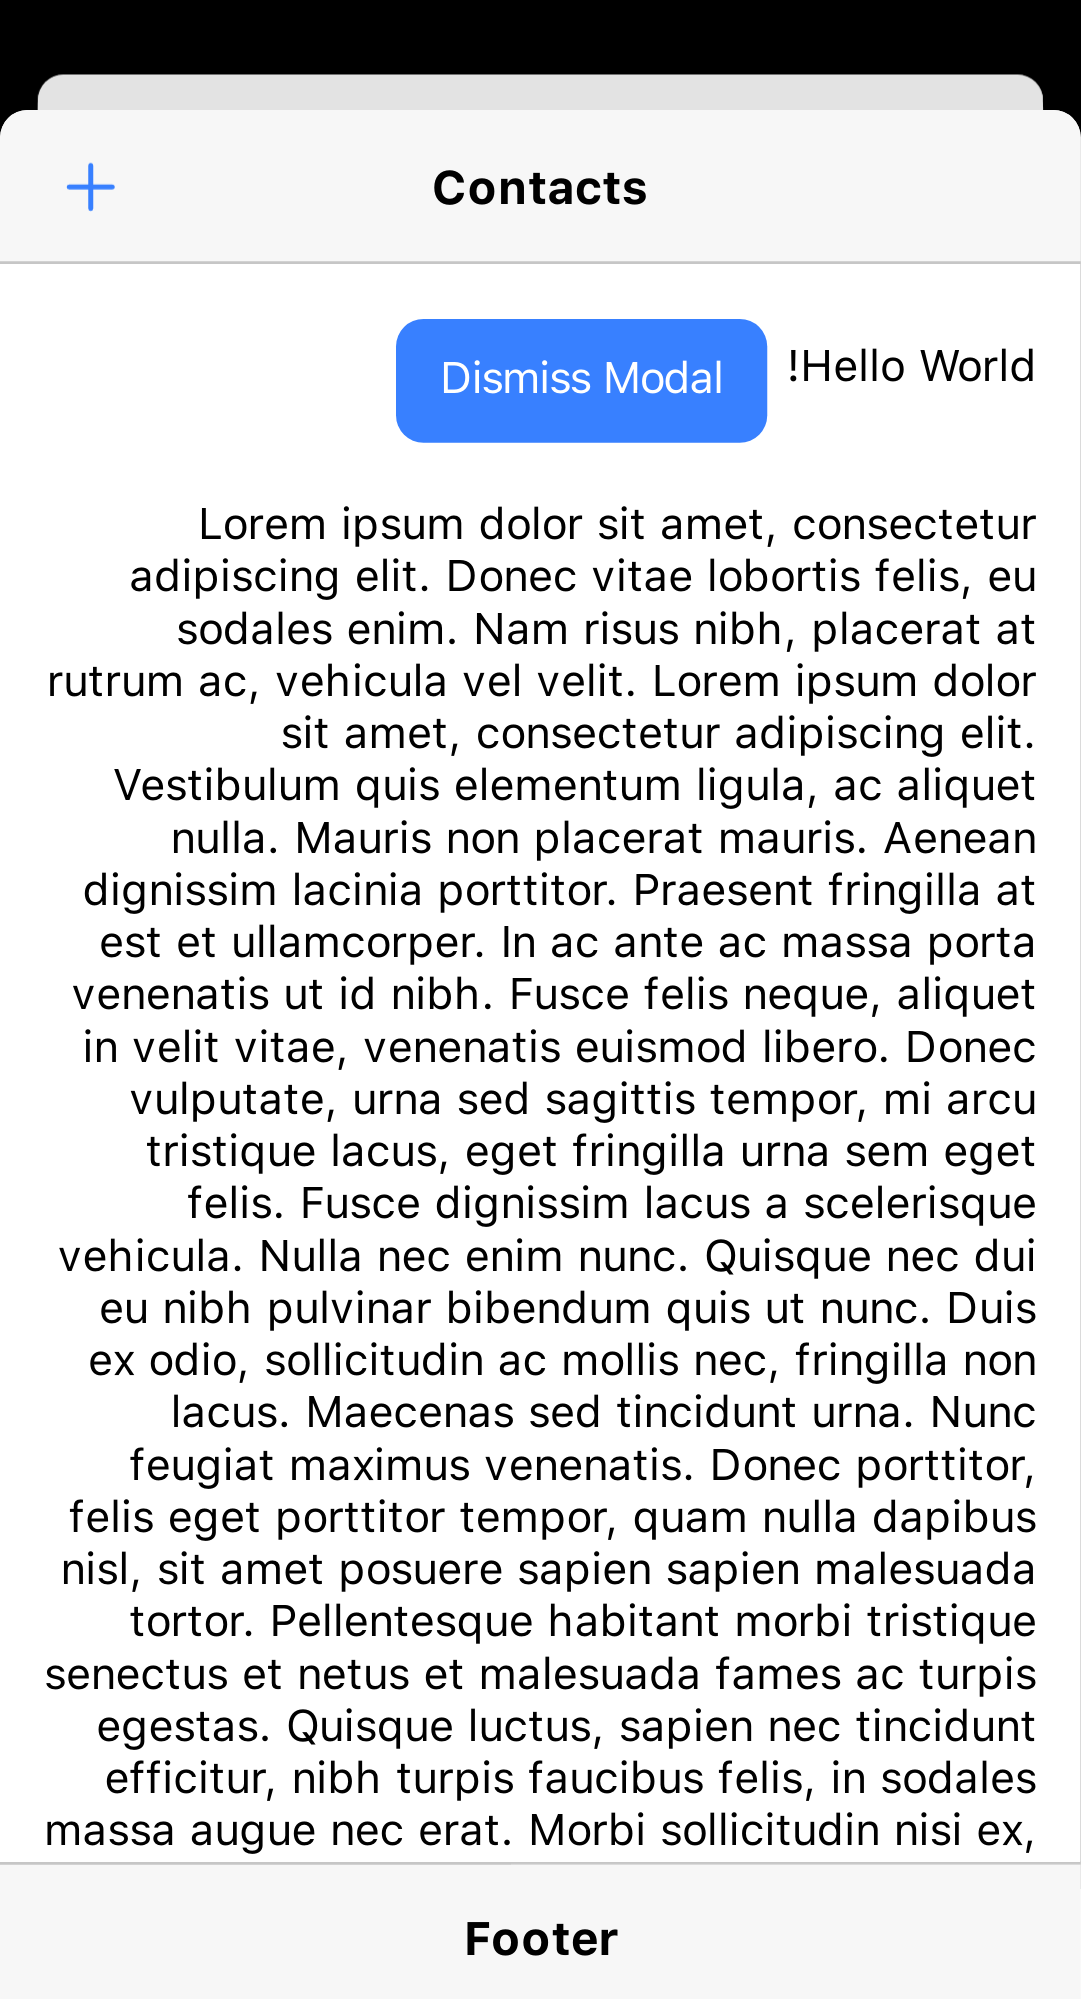 Contacts
!Hello World
Dismiss Modal
Lorem ipsum dolor sit amet, consectetur
adipiscing elit. Donec vitae lobortis felis, eu
sodales enim. Nam risus nibh, placerat at
rutrum ac, vehicula vel velit. Lorem ipsum dolor
sit amet, consectetur adipiscing elit.
Vestibulum quis elementum ligula, ac aliquet
nulla. Mauris non placerat mauris. Aenean
dignissim lacinia porttitor. Praesent fringilla at
est et ullamcorper. In ac ante ac massa porta
venenatis ut id nibh. Fusce felis neque, aliquet
in velit vitae, venenatis euismod libero. Donec
vulputate, urna sed sagittis tempor, mi arcu
tristique lacus, eget fringilla urna sem eget
felis. Fusce dignissim lacus a scelerisque
vehicula. Nulla nec enim nunc. Quisque nec dui
eu nibh pulvinar bibendum quis ut nunc. Duis
ex odio, sollicitudin ac mollis nec, fringilla non
lacus. Maecenas sed tincidunt urna. Nunc
feugiat maximus venenatis. Donec porttitor,
felis eget porttitor tempor, quam nulla dapibus
nisl, sit amet posuere sapien sapien malesuada
tortor. Pellentesque habitant morbi tristique
senectus et netus et malesuada fames ac turpis
egestas. Quisque luctus, sapien nec tincidunt
efficitur, nibh turpis faucibus felis, in sodales
massa augue nec erat. Morbi sollicitudin nisi ex,
Footer